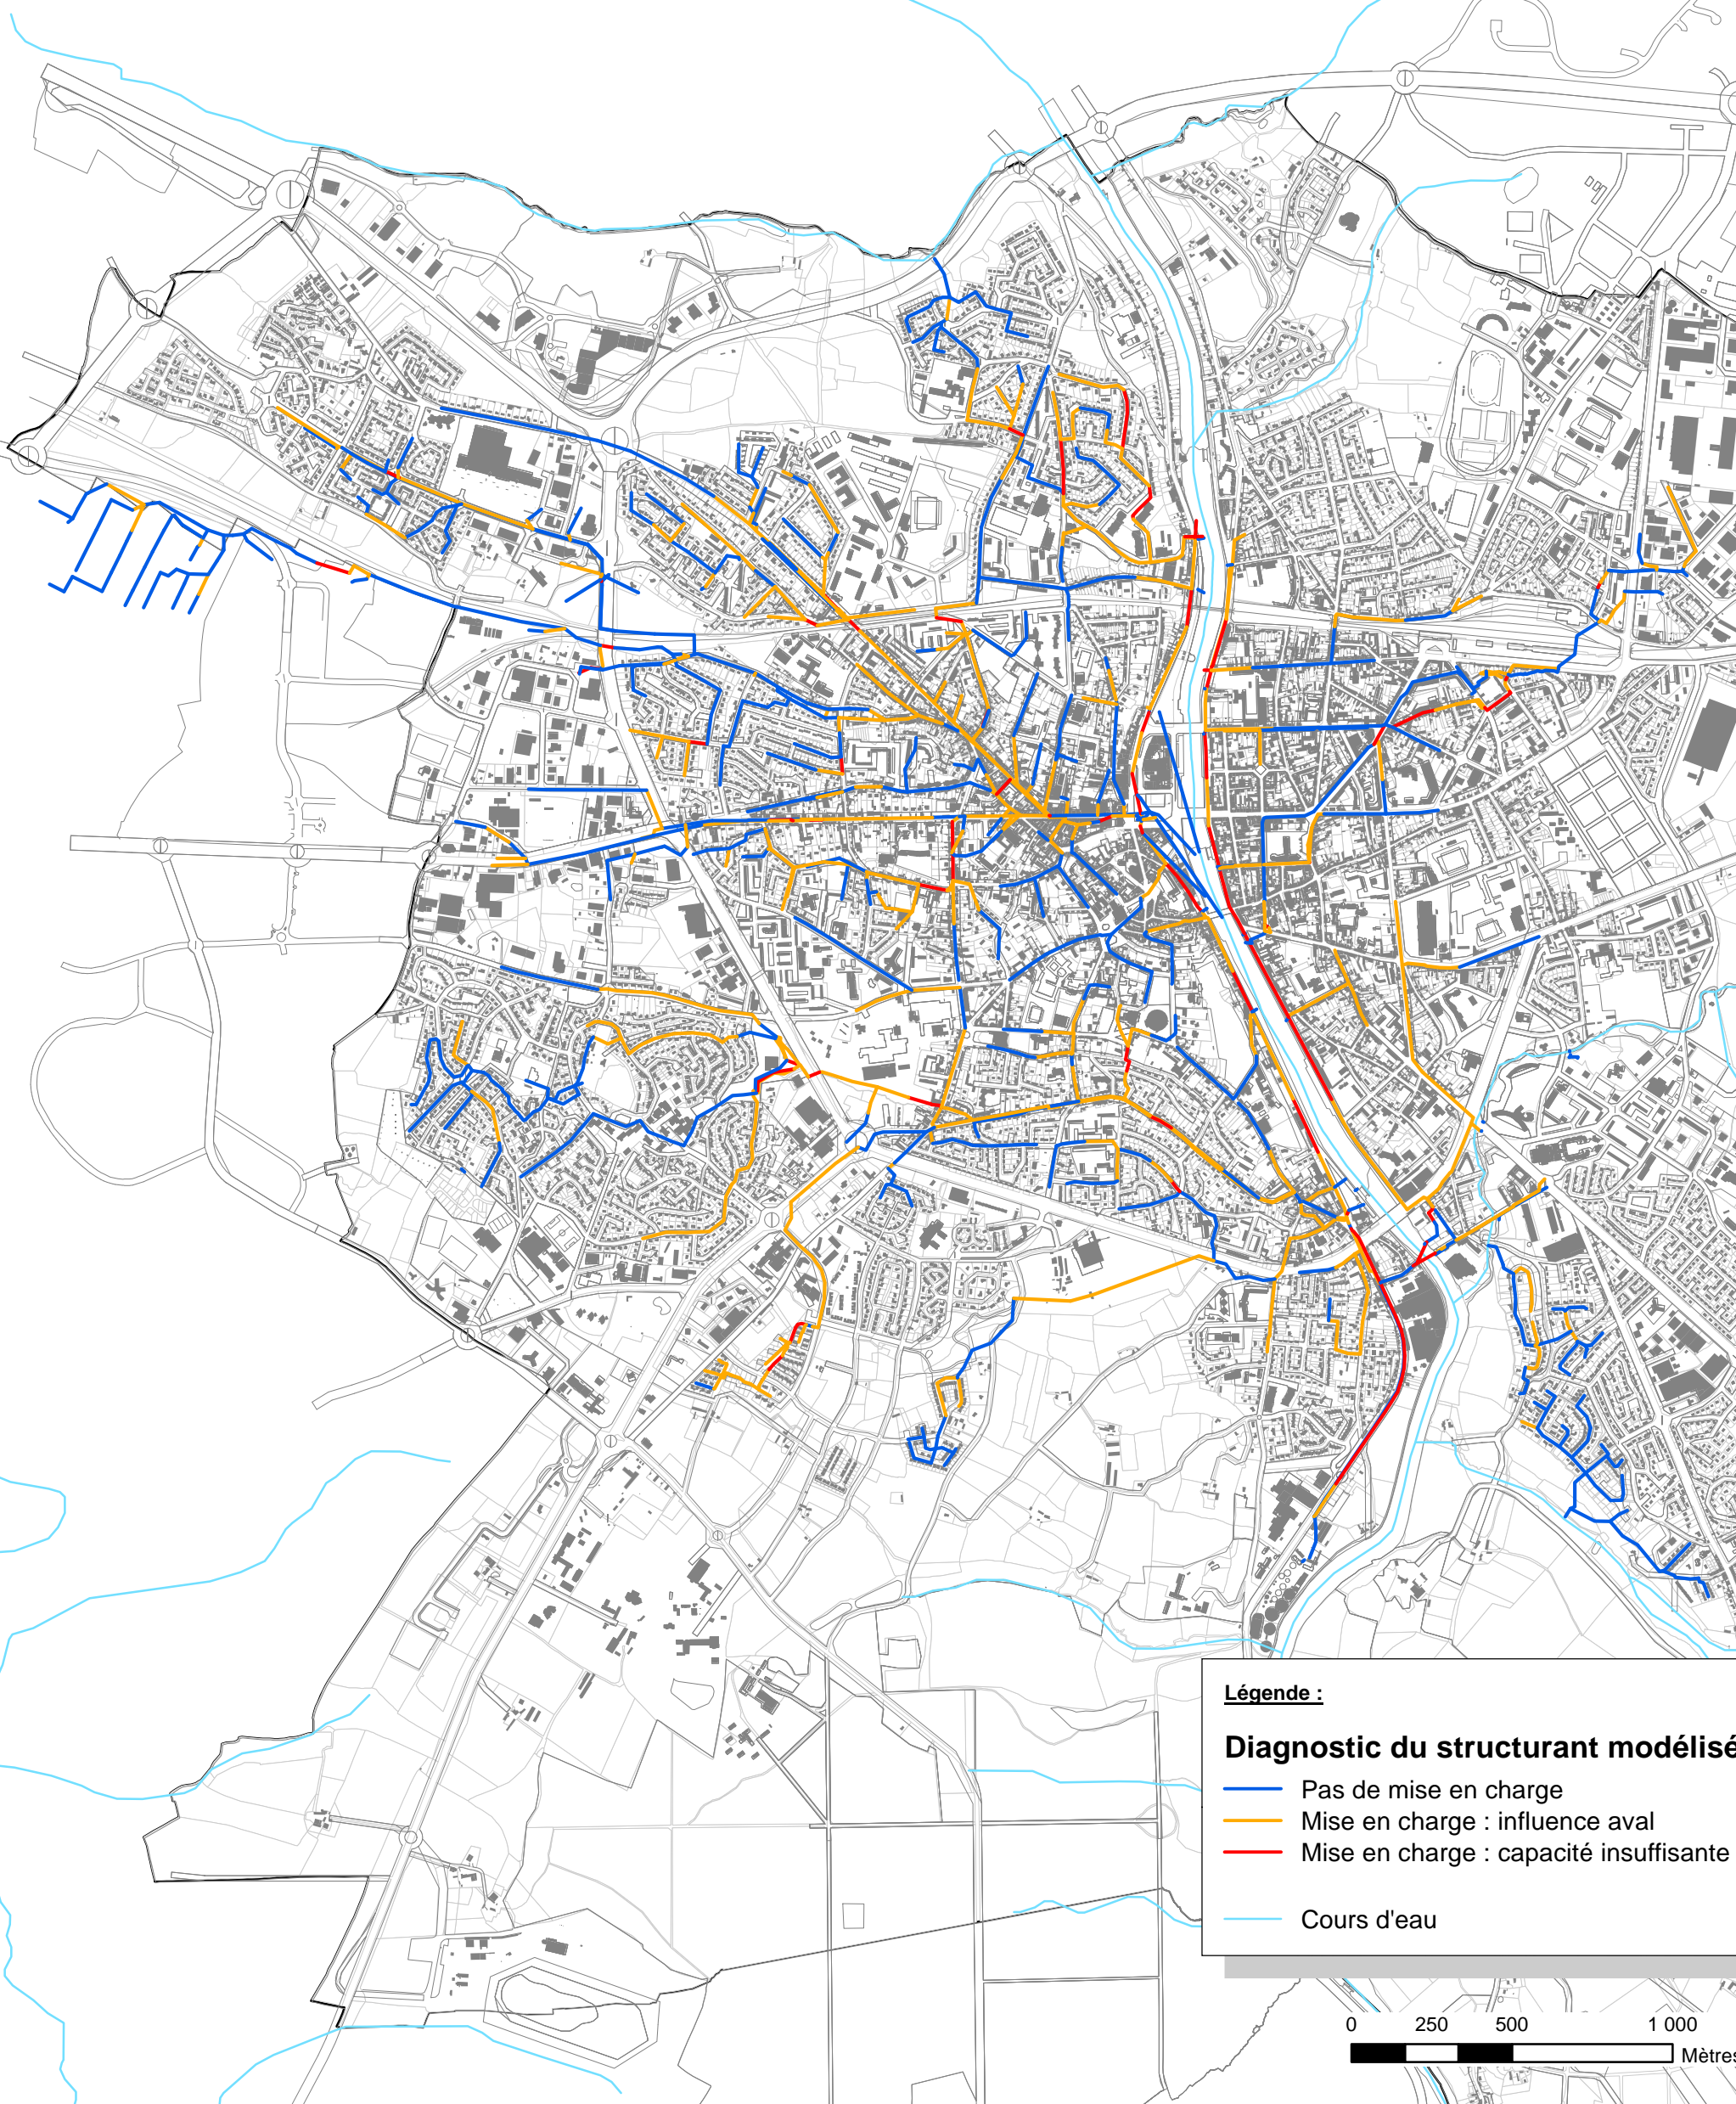 Légende :
Diagnostic du structurant modélisé
Pas de mise en charge
Mise en charge : influence aval
Mise en charge : capacité insuffisante
Cours d'eau
0 250 500 1 000
Mètres